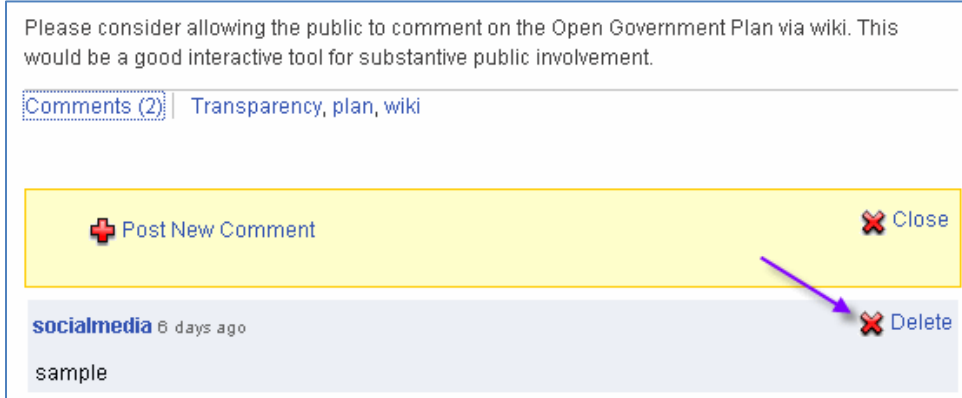 Please consider allowing the public to comment on the Open Government Plan via wiki. This
would be a good interactive tool for substantive public involvement.
Comments (2) Transparency, plan, wiki
Post New Comment Close
socialmedia 6 days ago Delete
sample